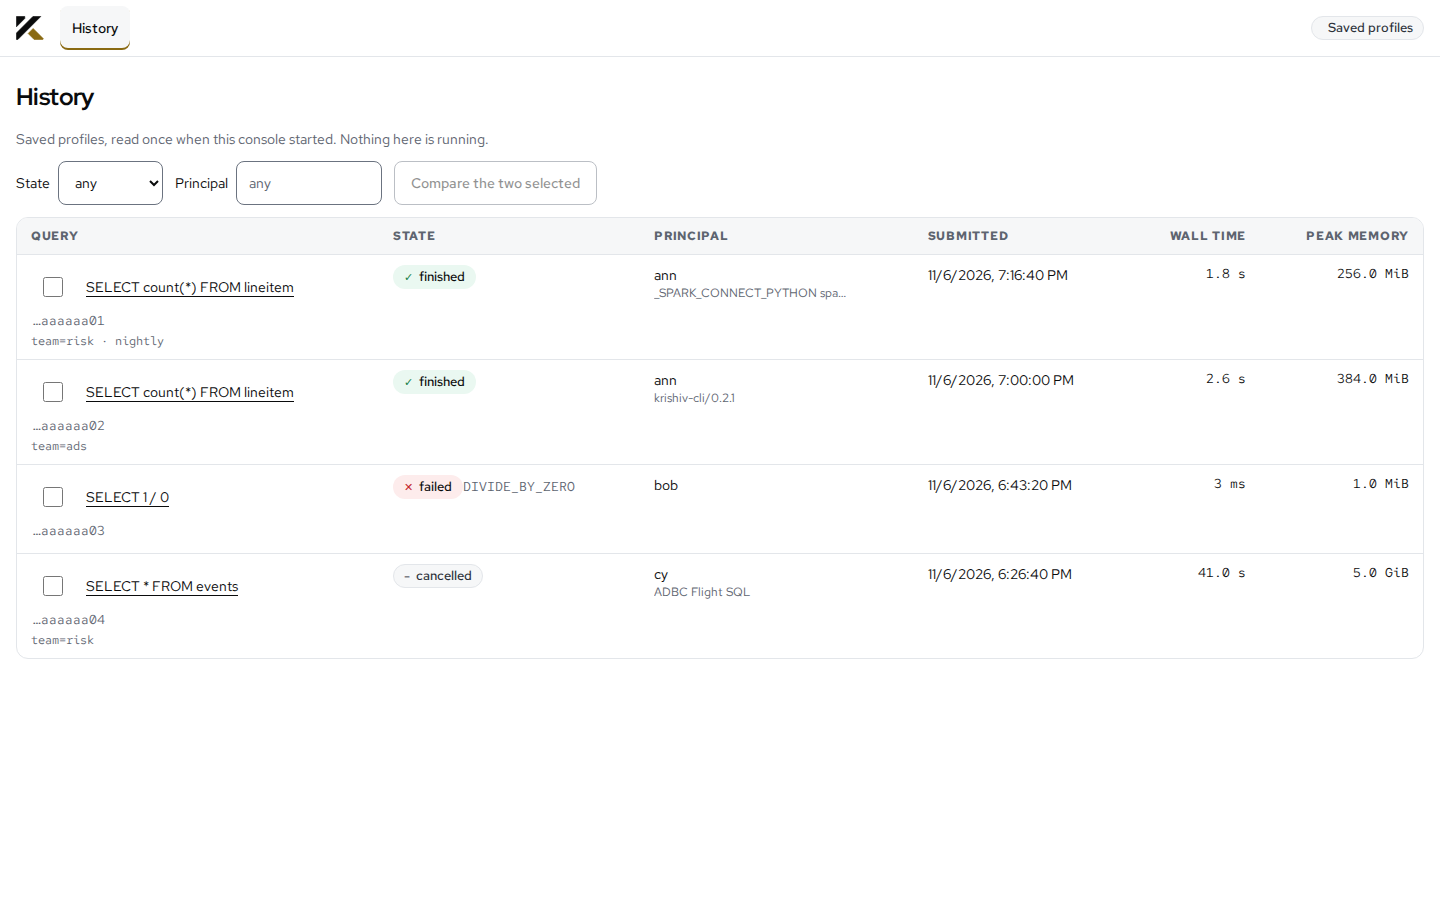 History
Saved profiles
History
Saved profiles, read once when this console started. Nothing here is running.
State any Principal any Compare the two selected
QUERY STATE PRINCIPAL SUBMITTED WALL TIME PEAK MEMORY
SELECT count(*) FROM lineitem ✓ finished ann 11/6/2026, 7:16:40 PM 1.8 s 256.0 MiB
_SPARK_CONNECT_PYTHON spa…
…aaaaaa01
team=risk · nightly
SELECT count(*) FROM lineitem ✓ finished ann 11/6/2026, 7:00:00 PM 2.6 s 384.0 MiB
krishiv-cli/0.2.1
…aaaaaa02
team=ads
SELECT 1 / 0 ✕ failed DIVIDE_BY_ZERO bob 11/6/2026, 6:43:20 PM 3 ms 1.0 MiB
…aaaaaa03
SELECT * FROM events – cancelled cy 11/6/2026, 6:26:40 PM 41.0 s 5.0 GiB
ADBC Flight SQL
…aaaaaa04
team=risk